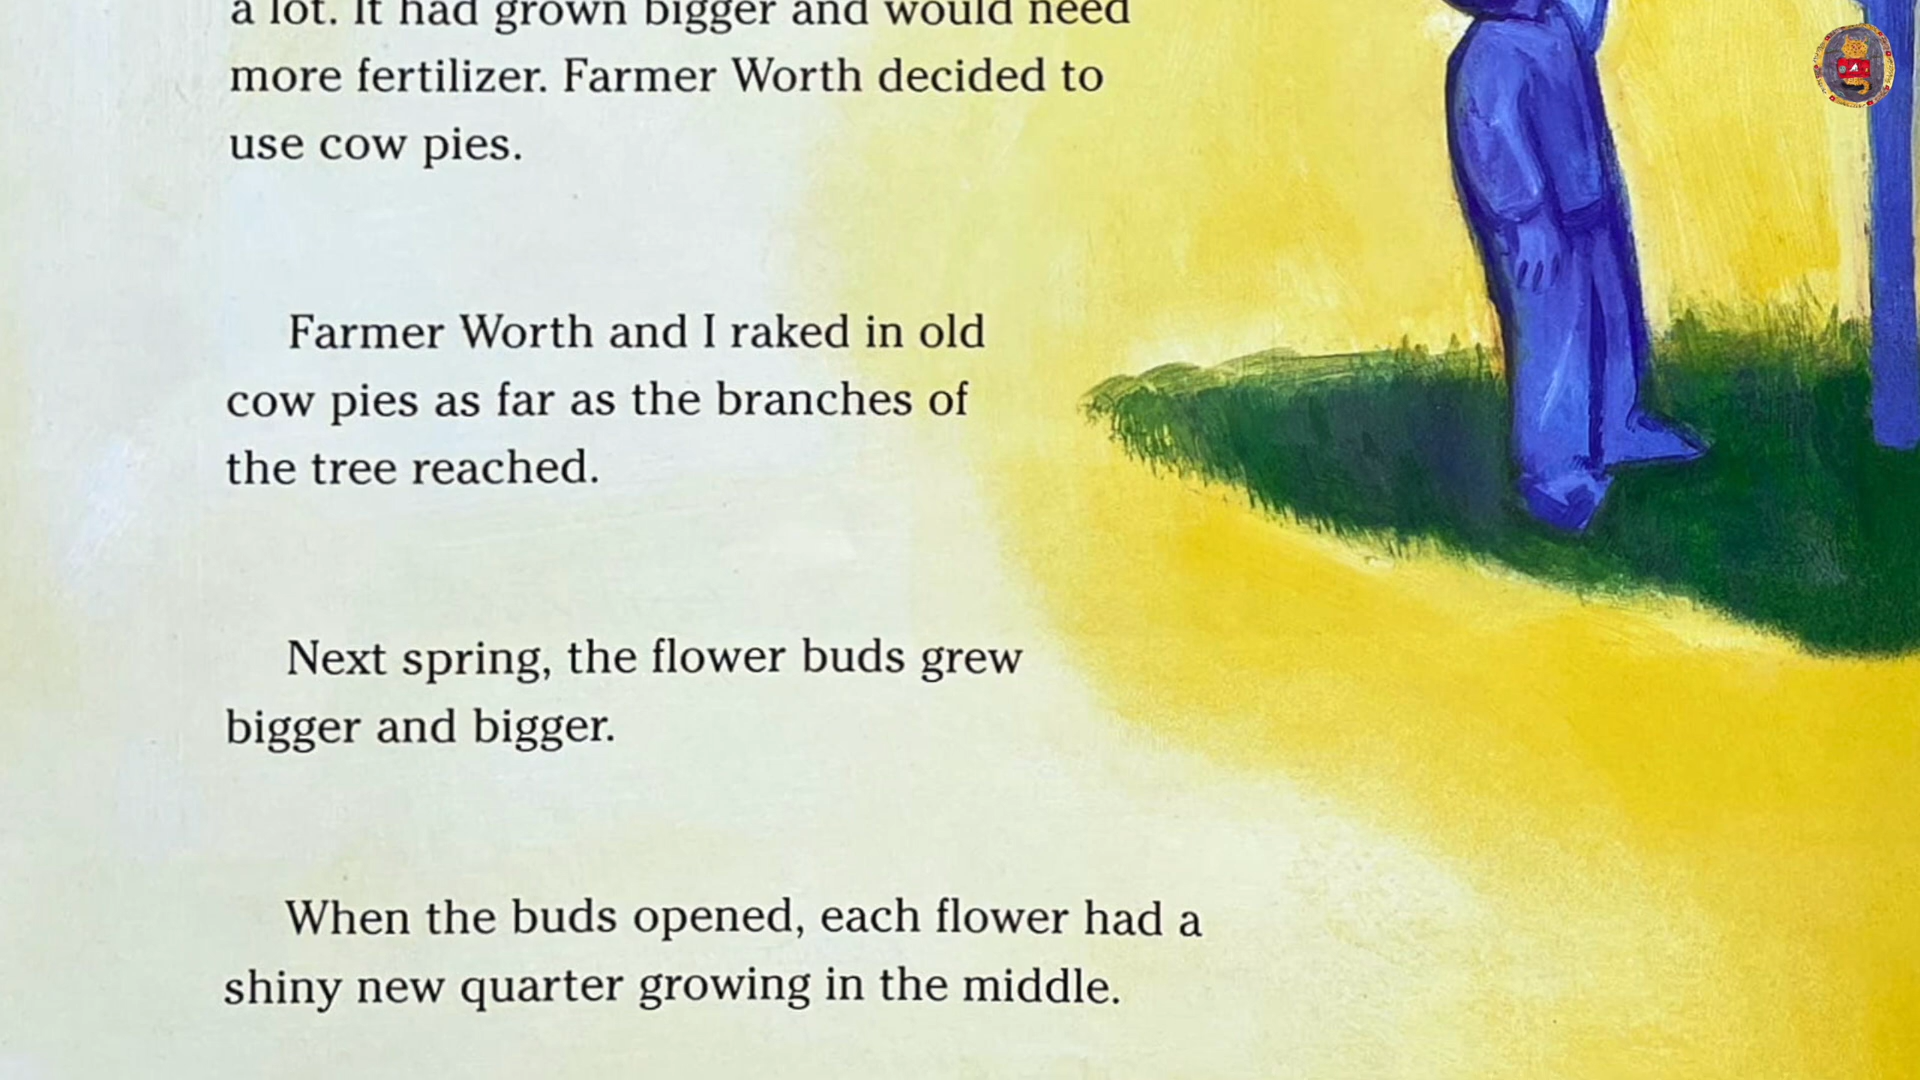 a lot. It had grown bigger and would need
more fertilizer. Farmer Worth decided to
use cow pies.
Farmer Worth and I raked in old
cow pies as far as the branches of
the tree reached.
Next spring, the flower buds grew
bigger and bigger.
When the buds opened, each flower had a
shiny new quarter growing in the middle.